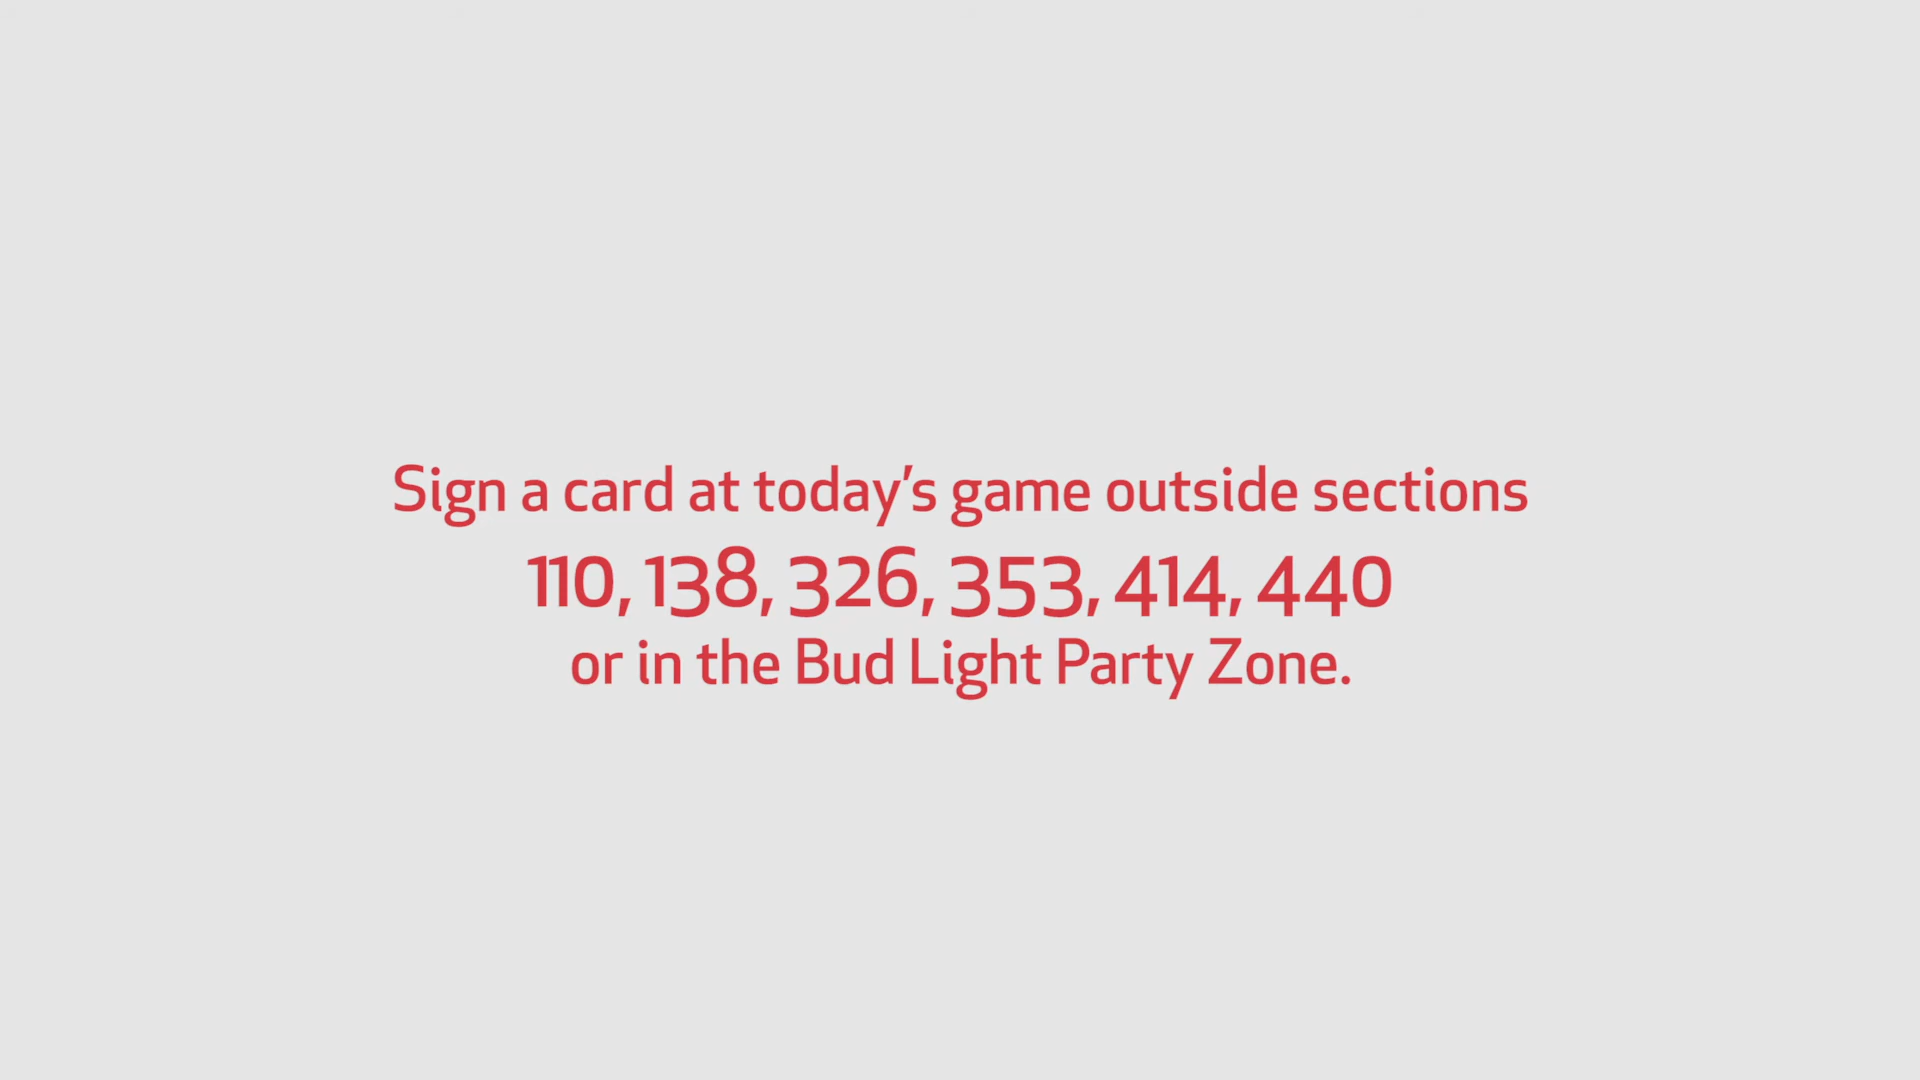 Sign a card at today’s game outside sections
110, 138, 326, 353, 414, 440
or in the Bud Light Party Zone.